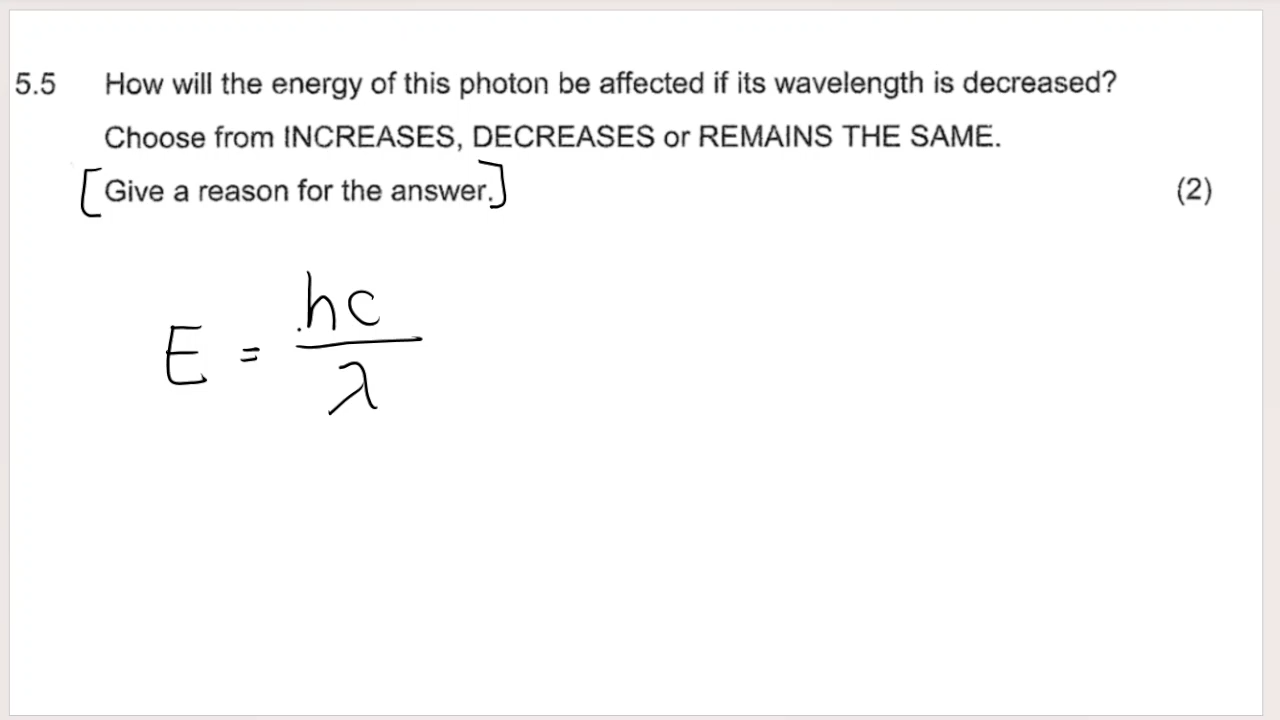 5.5 How will the energy of this photon be affected if its wavelength is decreased?
Choose from INCREASES, DECREASES or REMAINS THE SAME.
[Give a reason for the answer.] (2)
E = hc / λ